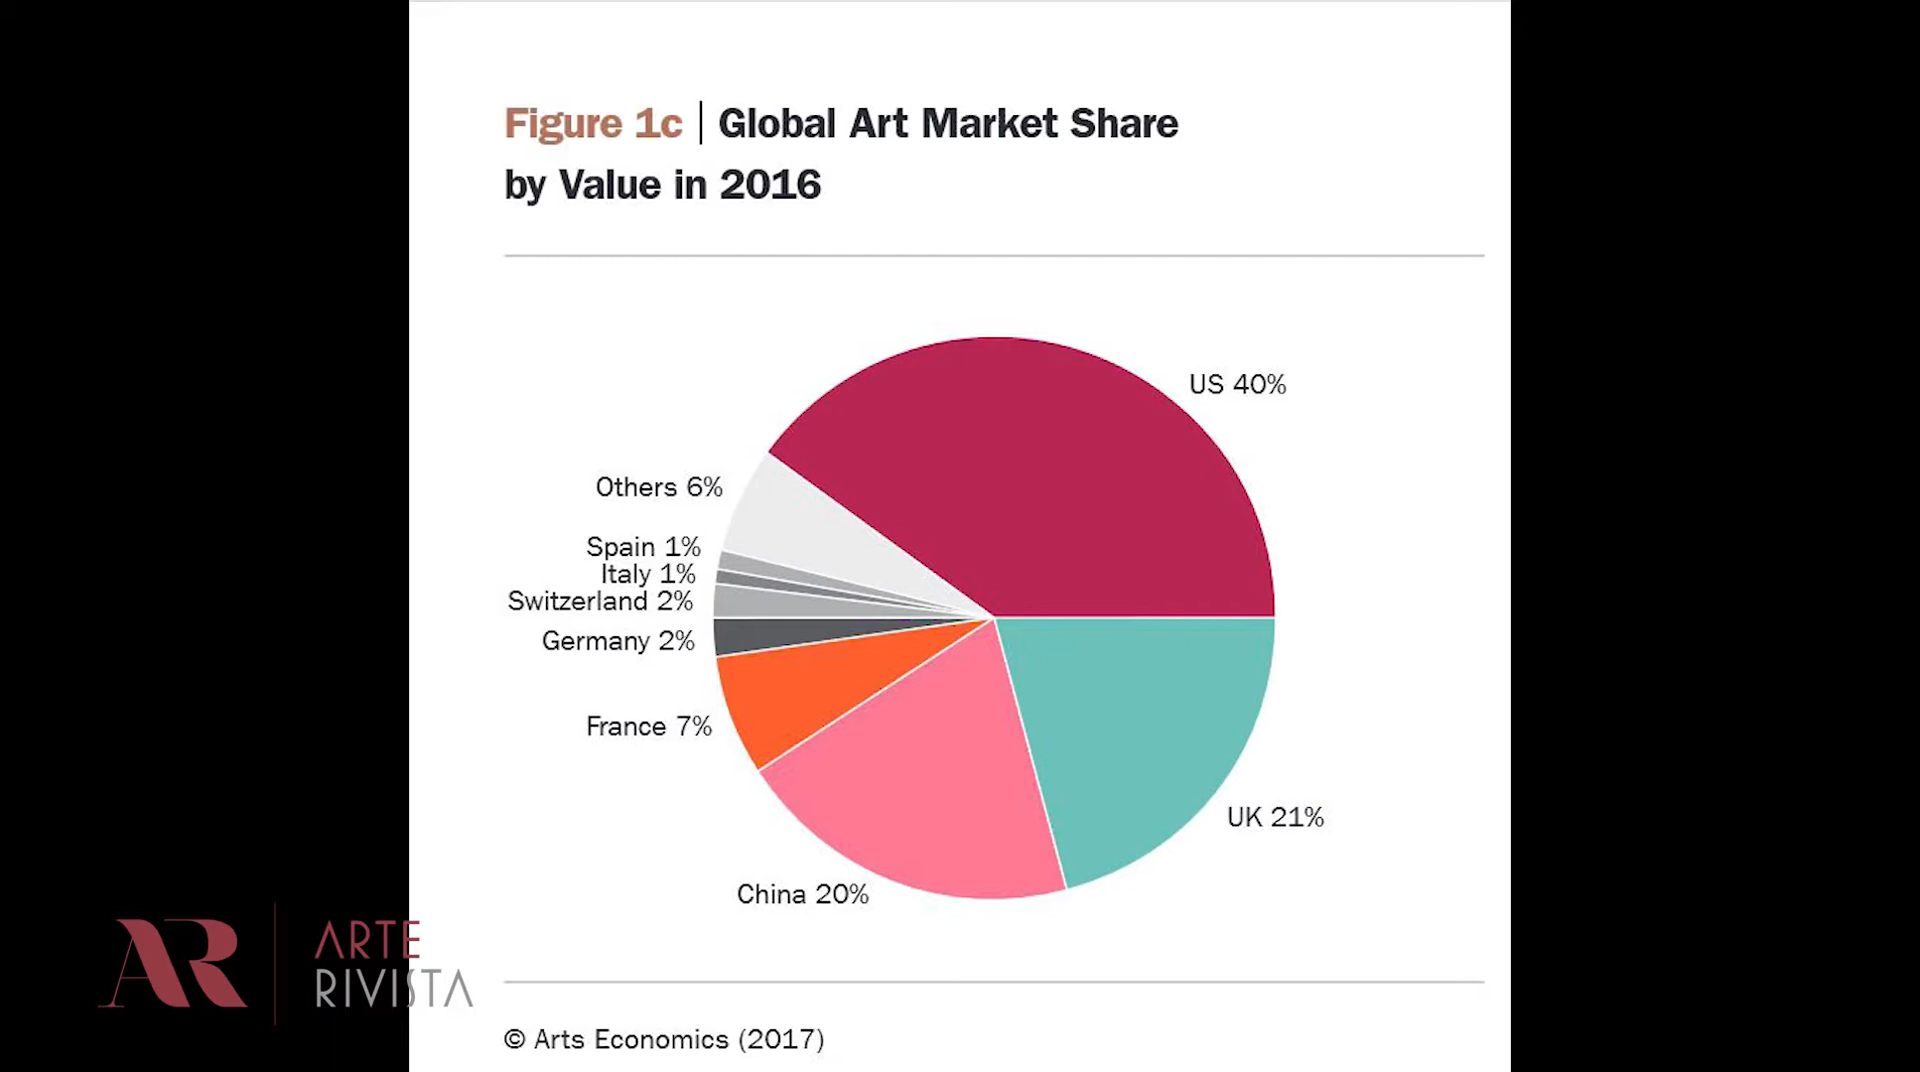 Figure 1c | Global Art Market Share
by Value in 2016
US 40%
Others 6%
Spain 1%
Italy 1%
Switzerland 2%
Germany 2%
France 7%
UK 21%
China 20%
AR | ARTE
RIVISTA
© Arts Economics (2017)